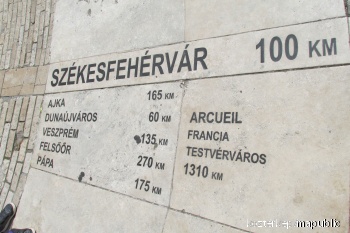 SZÉKESFEHÉRVÁR 100 KM
AJKA 165 KM
DUNAÚJVÁROS 60 KM
VESZPRÉM 135 KM
FELSŐŐR 270 KM
PÁPA 175 KM
ARCUEIL
FRANCIA
TESTVÉRVÁROS
1310 KM